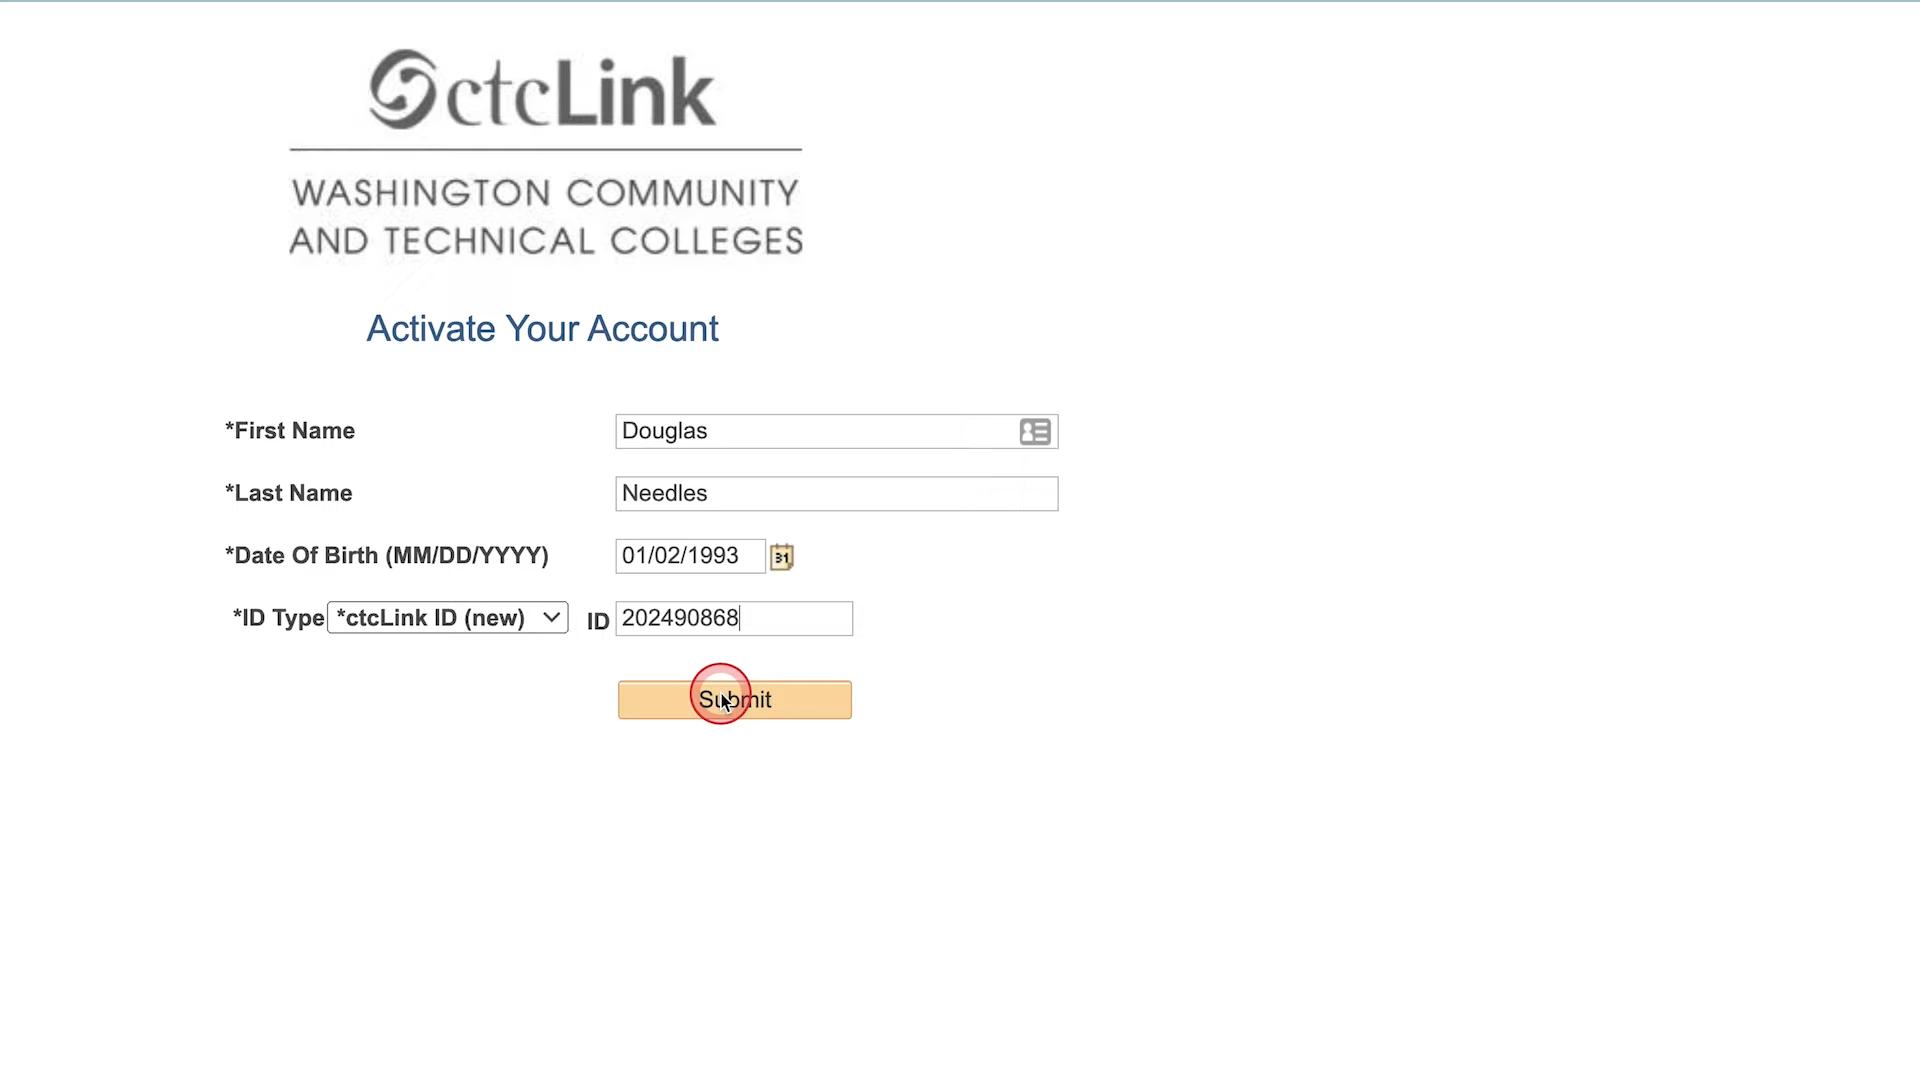 ctcLink
WASHINGTON COMMUNITY
AND TECHNICAL COLLEGES
Activate Your Account
*First Name Douglas
*Last Name Needles
*Date Of Birth (MM/DD/YYYY) 01/02/1993 31
*ID Type *ctcLink ID (new) ID 202490868
Submit